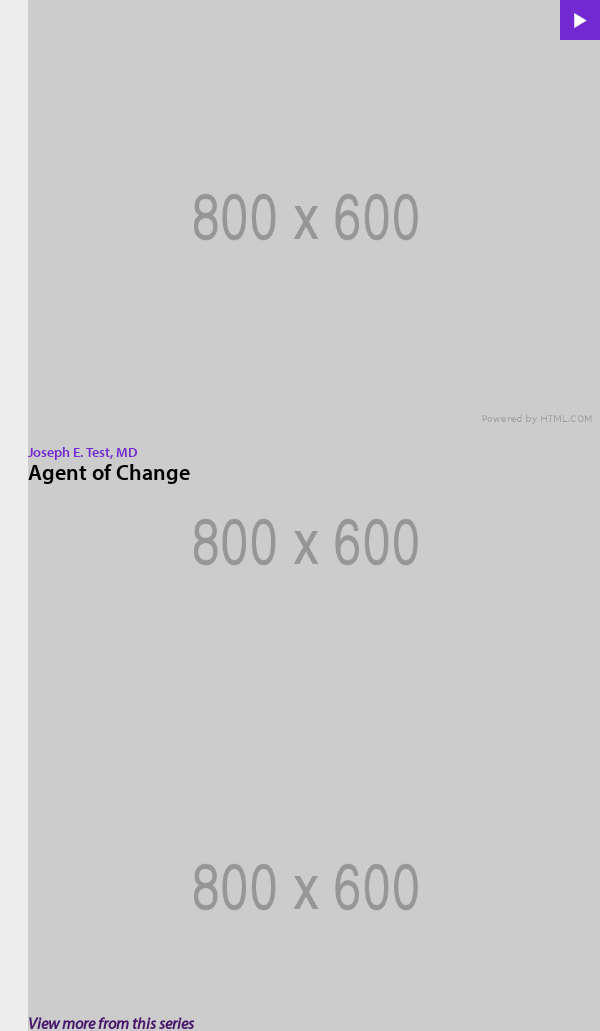 800 x 600
Powered by HTML.COM
Joseph E. Test, MD
Agent of Change
800 x 600
800 x 600
View more from this series